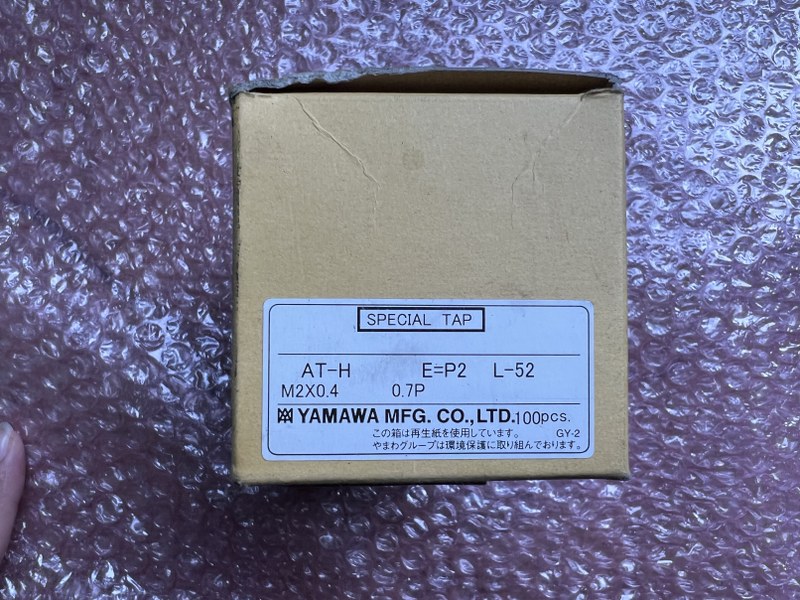 SPECIAL TAP
AT-H E=P2 L-52
M2X0.4 0.7P
YAMAWA MFG. CO.,LTD. 100pcs.
この箱は再生紙を使用しています。 GY-2
やまわグループは環境保護に取り組んでおります。